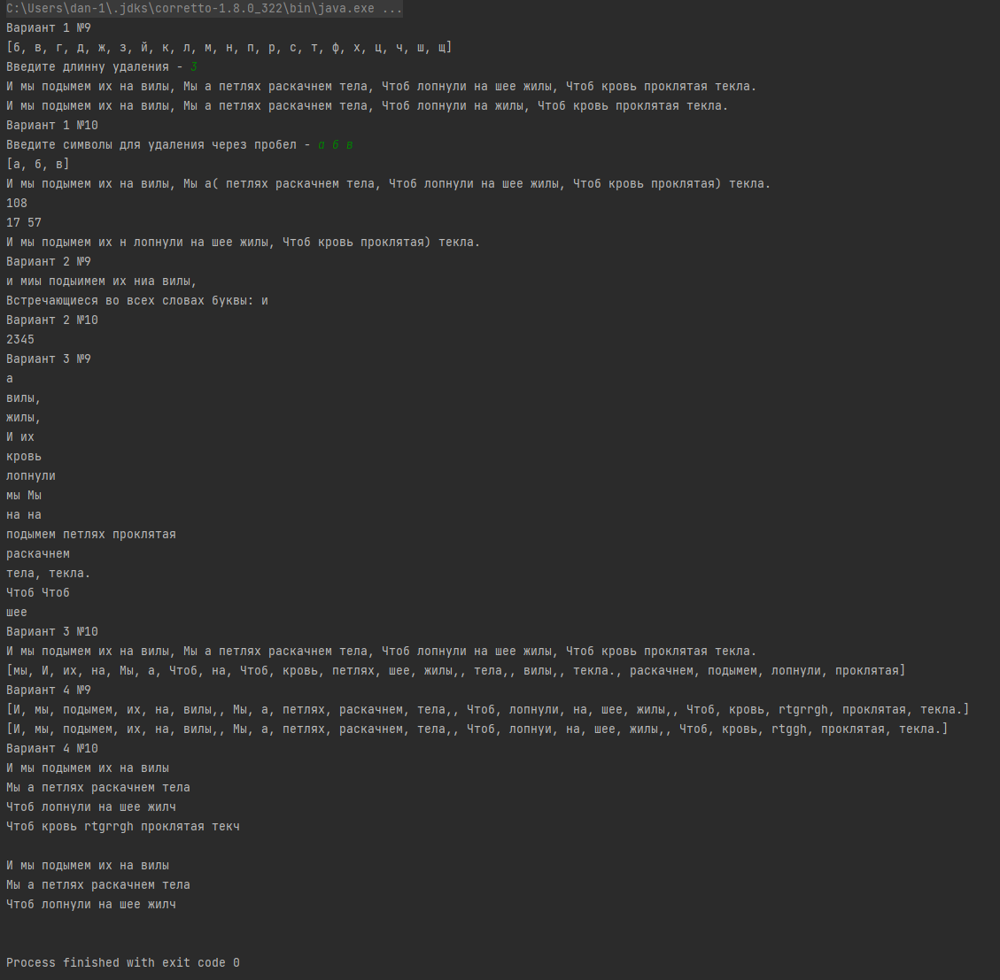 C:\Users\dan-1\.jdks\corretto-1.8.0_322\bin\java.exe ...
Вариант 1 №9
[б, в, г, д, ж, з, й, к, л, м, н, п, р, с, т, ф, х, ц, ч, ш, щ]
Введите длинну удаления - 3
И мы подымем их на вилы, Мы а петлях раскачнем тела, Чтоб лопнули на шее жилы, Чтоб кровь проклятая текла.
И мы подымем их на вилы, Мы а петлях раскачнем тела, Чтоб лопнули на жилы, Чтоб кровь проклятая текла.
Вариант 1 №10
Введите символы для удаления через пробел - а б в
[а, б, в]
И мы подымем их на вилы, Мы а( петлях раскачнем тела, Чтоб лопнули на шее жилы, Чтоб кровь проклятая) текла.
108
17 57
И мы подымем их н лопнули на шее жилы, Чтоб кровь проклятая) текла.
Вариант 2 №9
и миы подыимем их ниа вилы,
Встречающиеся во всех словах буквы: и
Вариант 2 №10
2345
Вариант 3 №9
а
вилы,
жилы,
И их
кровь
лопнули
мы Мы
на на
подымем петлях проклятая
раскачнем
тела, текла.
Чтоб Чтоб
шее
Вариант 3 №10
И мы подымем их на вилы, Мы а петлях раскачнем тела, Чтоб лопнули на шее жилы, Чтоб кровь проклятая текла.
[мы, И, их, на, Мы, а, Чтоб, на, Чтоб, кровь, петлях, шее, жилы,, тела,, вилы,, текла., раскачнем, подымем, лопнули, проклятая]
Вариант 4 №9
[И, мы, подымем, их, на, вилы,, Мы, а, петлях, раскачнем, тела,, Чтоб, лопнули, на, шее, жилы,, Чтоб, кровь, rtgrrgh, проклятая, текла.]
[И, мы, подымем, их, на, вилы,, Мы, а, петлях, раскачнем, тела,, Чтоб, лопнуи, на, шее, жилы,, Чтоб, кровь, rtggh, проклятая, текла.]
Вариант 4 №10
И мы подымем их на вилы
Мы а петлях раскачнем тела
Чтоб лопнули на шее жилч
Чтоб кровь rtgrrgh проклятая текч
И мы подымем их на вилы
Мы а петлях раскачнем тела
Чтоб лопнули на шее жилч
Process finished with exit code 0